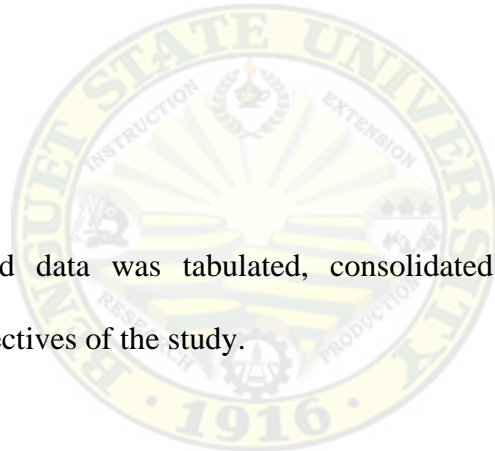 BENGUET STATE UNIVERSITY
INSTRUCTION
EXTENSION
d data was tabulated, consolidated
ectives of the study.
RESEARCH
PRODUCTION
· 1916 ·